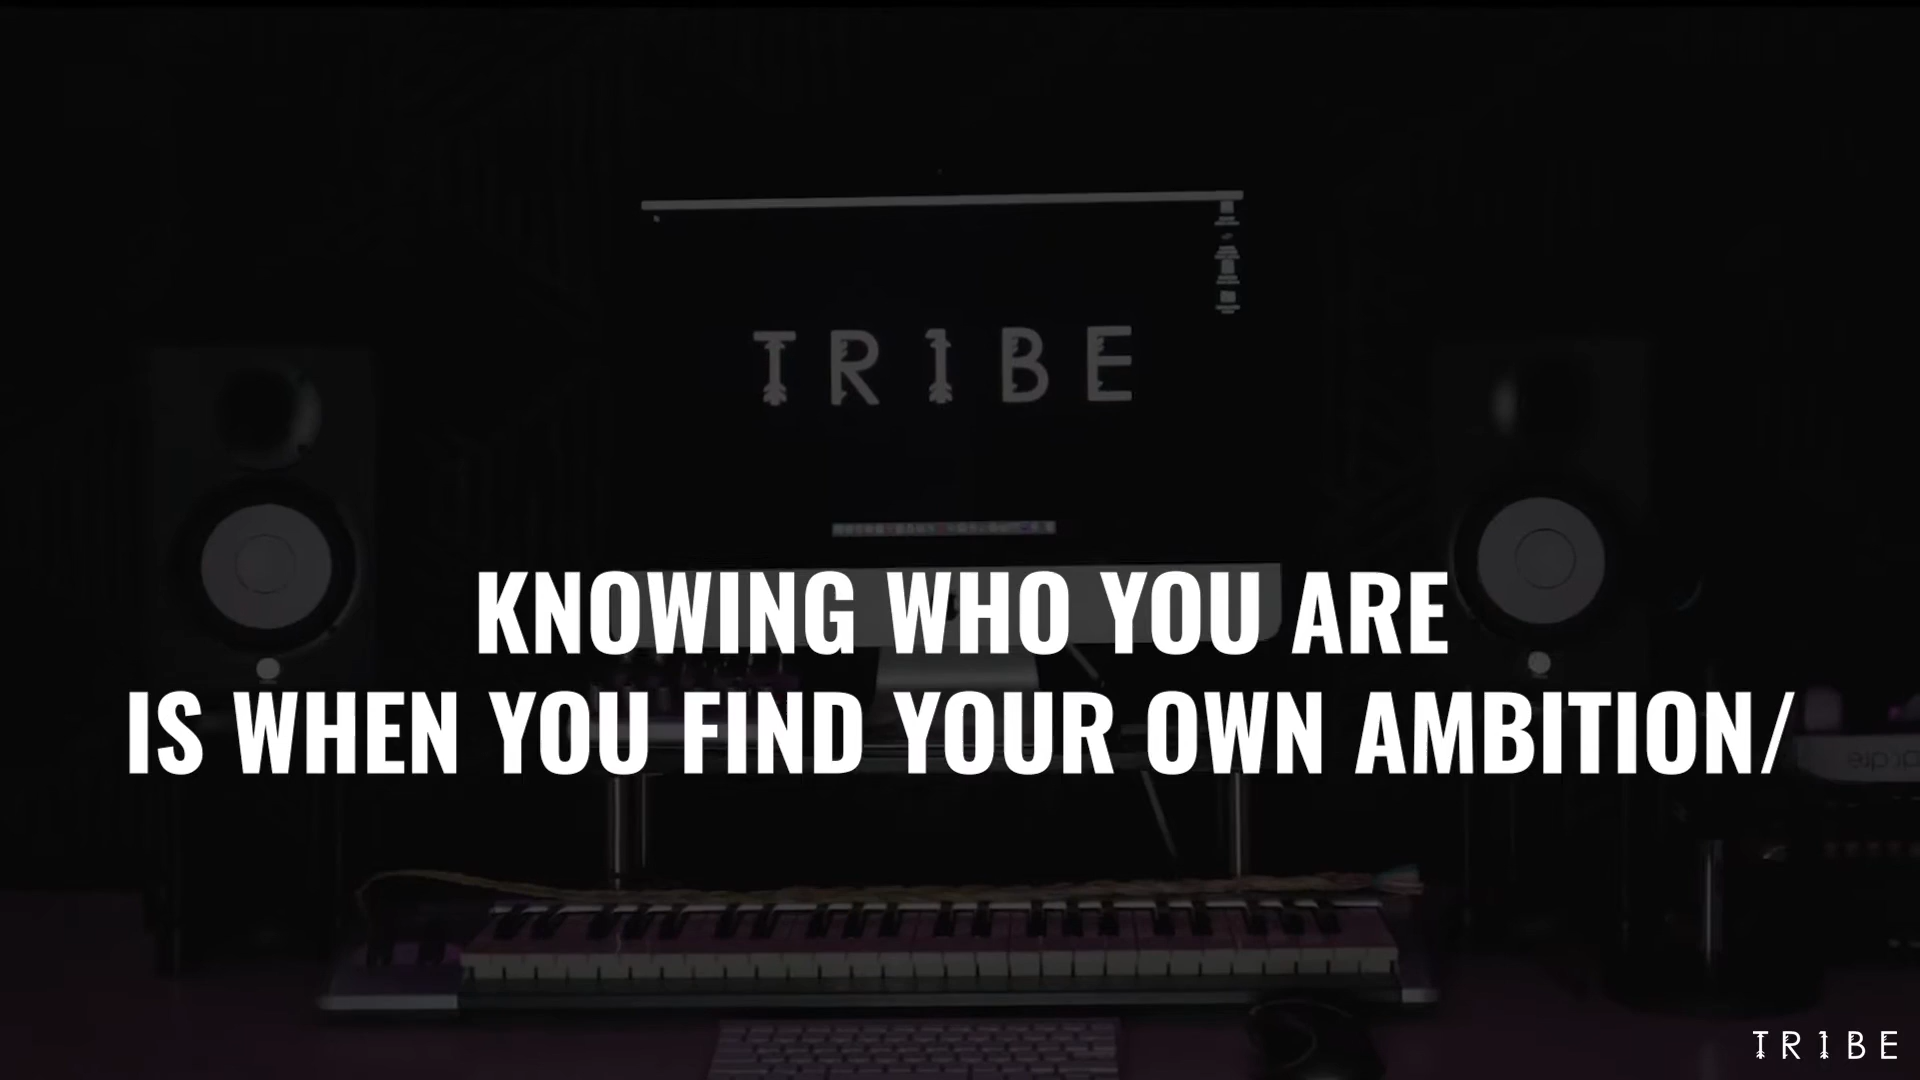 TR1BE
KNOWING WHO YOU ARE
IS WHEN YOU FIND YOUR OWN AMBITION/
TR1BE